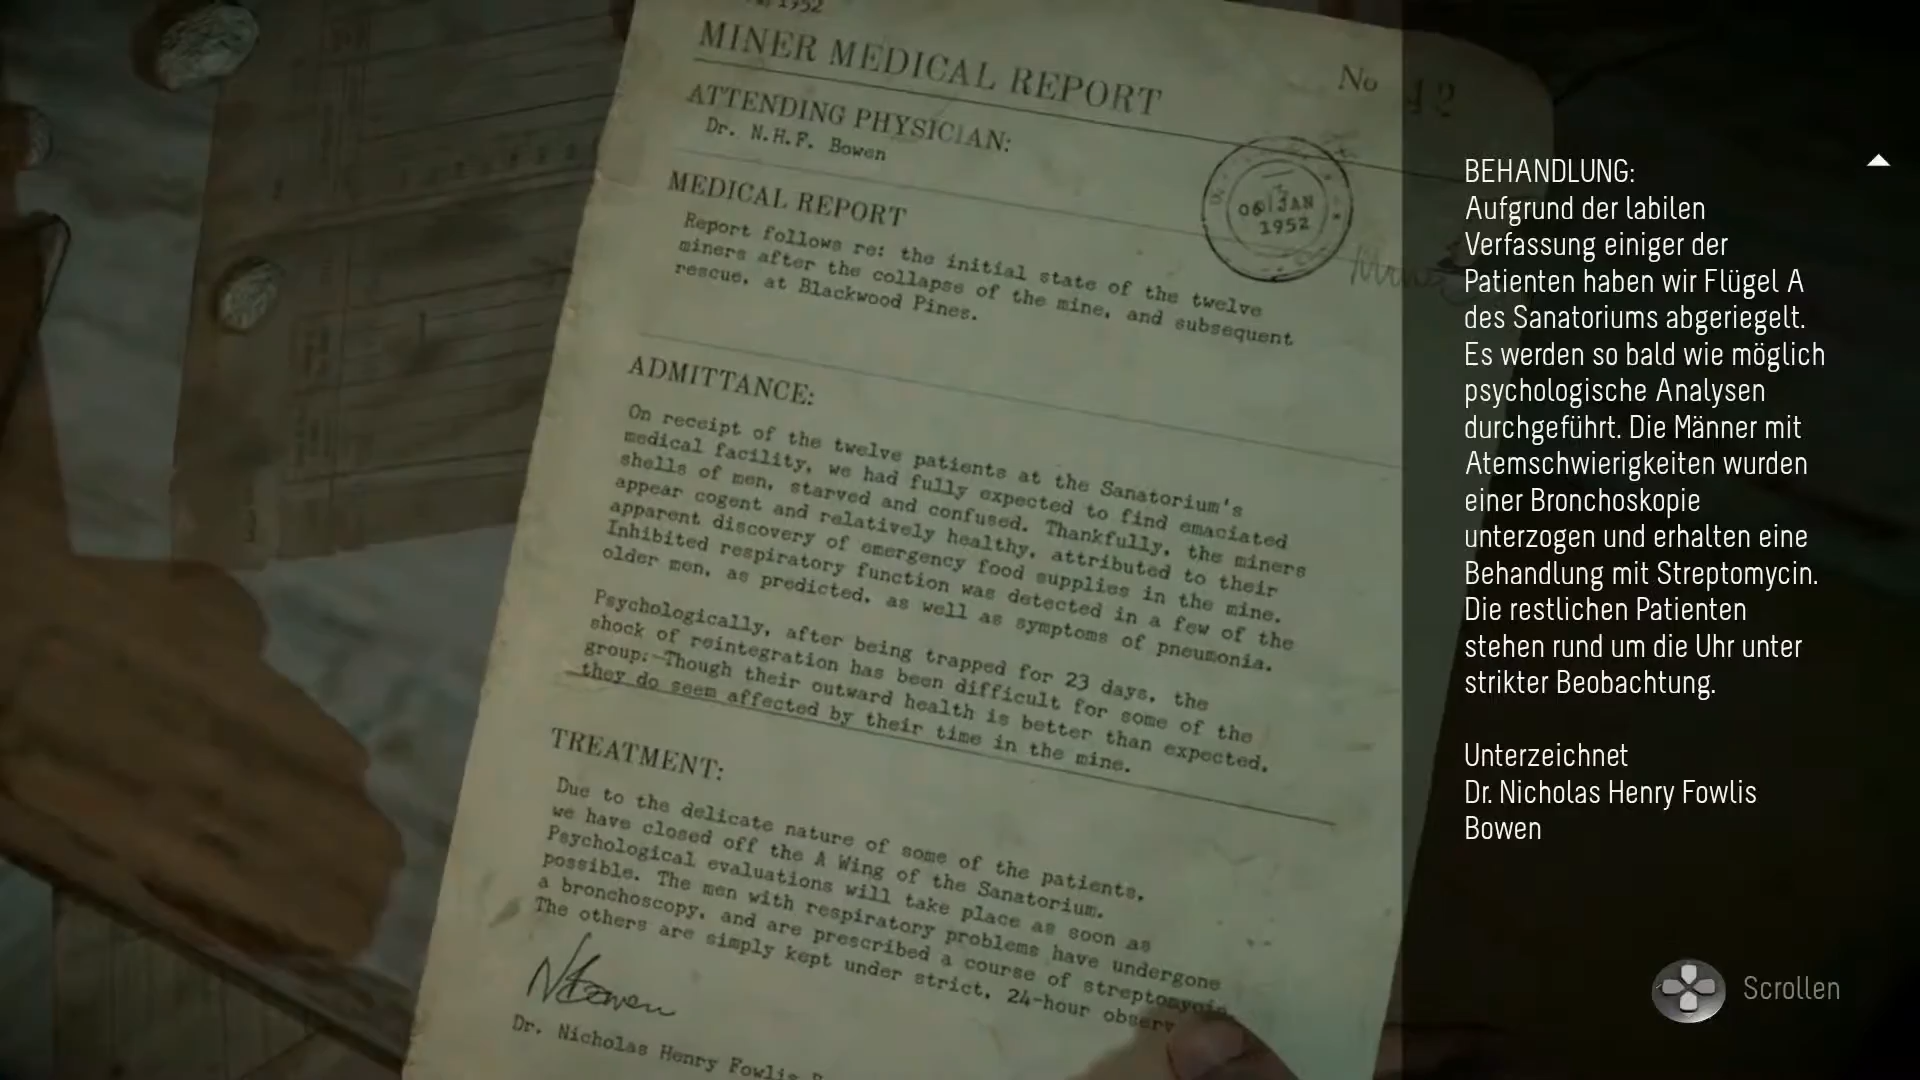 1952
MINER MEDICAL REPORT
No 42
ATTENDING PHYSICIAN:
Dr. N.H.F. Bowen
06 JAN
1952
MEDICAL REPORT
Report follows re: the initial state of the twelve
miners after the collapse of the mine, and subsequent
rescue, at Blackwood Pines.
ADMITTANCE:
On receipt of the twelve patients at the Sanatorium's
medical facility, we had fully expected to find emaciated
shells of men, starved and confused. Thankfully, the miners
appear cogent and relatively healthy, attributed to their
apparent discovery of emergency food supplies in the mine.
Inhibited respiratory function was detected in a few of the
older men, as predicted, as well as symptoms of pneumonia.
Psychologically, after being trapped for 23 days, the
shock of reintegration has been difficult for some of the
group; Though their outward health is better than expected,
they do seem affected by their time in the mine.
TREATMENT:
Due to the delicate nature of some of the patients,
we have closed off the A Wing of the Sanatorium.
Psychological evaluations will take place as soon as
possible. The men with respiratory problems have undergone
a bronchoscopy, and are prescribed a course of streptomycin.
The others are simply kept under strict, 24-hour observ
NBowen
Dr. Nicholas Henry Fowlis B
BEHANDLUNG:
Aufgrund der labilen
Verfassung einiger der
Patienten haben wir Flügel A
des Sanatoriums abgeriegelt.
Es werden so bald wie möglich
psychologische Analysen
durchgeführt. Die Männer mit
Atemschwierigkeiten wurden
einer Bronchoskopie
unterzogen und erhalten eine
Behandlung mit Streptomycin.
Die restlichen Patienten
stehen rund um die Uhr unter
strikter Beobachtung.
Unterzeichnet
Dr. Nicholas Henry Fowlis
Bowen
Scrollen